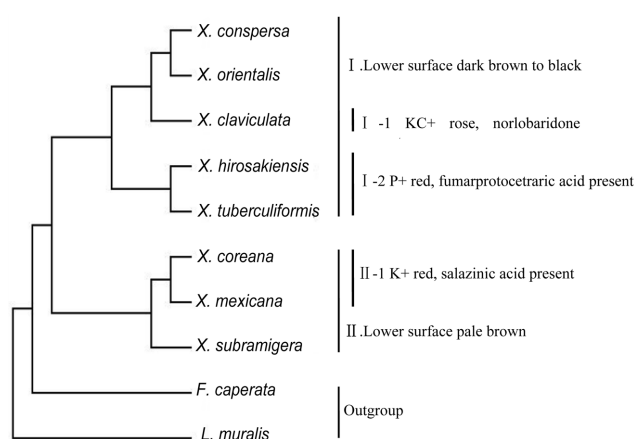 X. conspersa
X. orientalis
Ⅰ.Lower surface dark brown to black
X. claviculata
Ⅰ -1 KC+ rose, norlobaridone
X. hirosakiensis
Ⅰ-2 P+ red, fumarprotocetraric acid present
X. tuberculiformis
X. coreana
Ⅱ-1 K+ red, salazinic acid present
X. mexicana
Ⅱ.Lower surface pale brown
X. subramigera
F. caperata
Outgroup
L. muralis